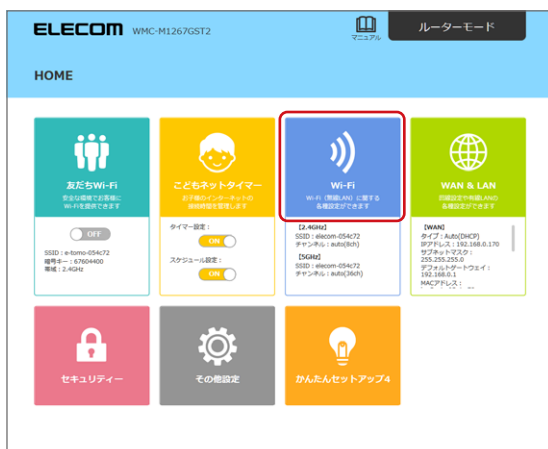 ELECOM WMC-M1267GST2
マニュアル
ルーターモード
HOME
友だちWi-Fi
安全な環境でお客様に
Wi-Fiを提供できます
OFF
SSID : e-tomo-054c72
暗号キー : 67604400
帯域 : 2.4GHz
こどもネットタイマー
お子様のインターネットの
接続時間を管理します
タイマー設定 :
ON
スケジュール設定 :
ON
Wi-Fi
Wi-Fi（無線LAN）に関する
各種設定ができます
[2.4GHz]
SSID : elecom-054c72
チャンネル : auto(8ch)
[5GHz]
SSID : elecom-054c72
チャンネル : auto(36ch)
WAN & LAN
回線設定や有線LANの
各種設定ができます
[WAN]
タイプ : Auto(DHCP)
IPアドレス : 192.168.0.170
サブネットマスク :
255.255.255.0
デフォルトゲートウェイ :
192.168.0.1
MACアドレス :
セキュリティー
その他設定
かんたんセットアップ4